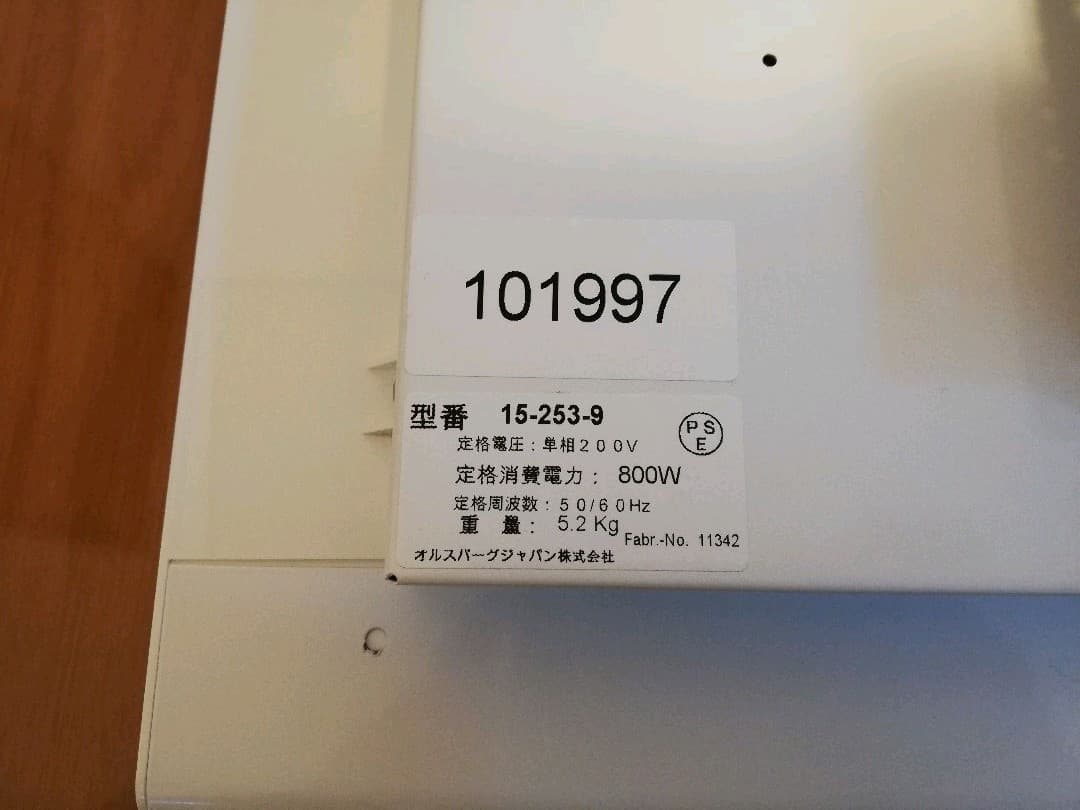 101997
型番 15-253-9
PS
E
定格電圧：単相２００V
定格消費電力： 800W
定格周波数：５０/６０Hz
重 量： 5.2 Kg
Fabr.-No. 11342
オルスバーグジャパン株式会社